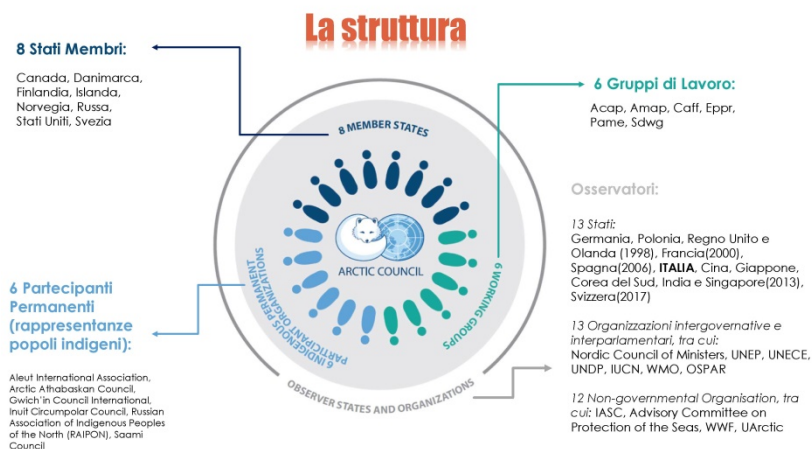 La struttura
8 Stati Membri:
Canada, Danimarca,
Finlandia, Islanda,
Norvegia, Russa,
Stati Uniti, Svezia
6 Partecipanti
Permanenti
(rappresentanze
popoli indigeni):
Aleut International Association,
Arctic Athabaskan Council,
Gwich'in Council International,
Inuit Circumpolar Council, Russian
Association of Indigenous Peoples
of the North (RAIPON), Saami
Council
8 MEMBER STATES
ARCTIC COUNCIL
6 INDIGENOUS PERMANENT
PARTICIPANT ORGANIZATIONS
6 WORKING GROUPS
OBSERVER STATES AND ORGANIZATIONS
6 Gruppi di Lavoro:
Acap, Amap, Caff, Eppr,
Pame, Sdwg
Osservatori:
13 Stati:
Germania, Polonia, Regno Unito e
Olanda (1998), Francia(2000),
Spagna(2006), ITALIA, Cina, Giappone,
Corea del Sud, India e Singapore(2013),
Svizzera(2017)
13 Organizzazioni intergovernative e
interparlamentari, tra cui:
Nordic Council of Ministers, UNEP, UNECE,
UNDP, IUCN, WMO, OSPAR
12 Non-governmental Organisation, tra
cui: IASC, Advisory Committee on
Protection of the Seas, WWF, UArctic